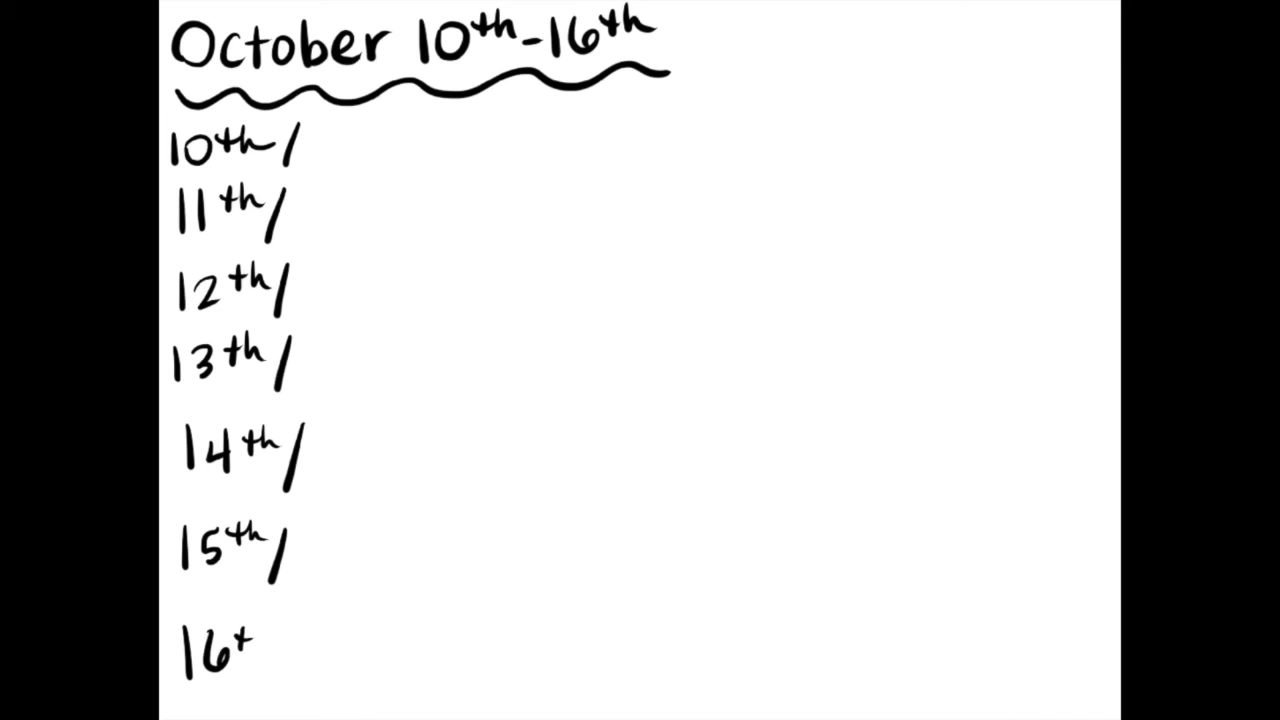 October 10th-16th
10th/
11th/
12th/
13th/
14th/
15th/
16t